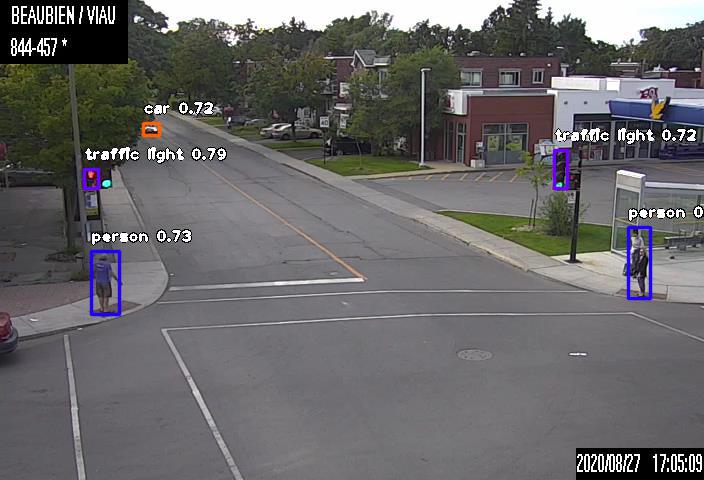 BEAUBIEN / VIAU
844-457 *
car 0.72
traffic light 0.72
traffic light 0.79
person 0
person 0.73
2020/08/27 17:05:09